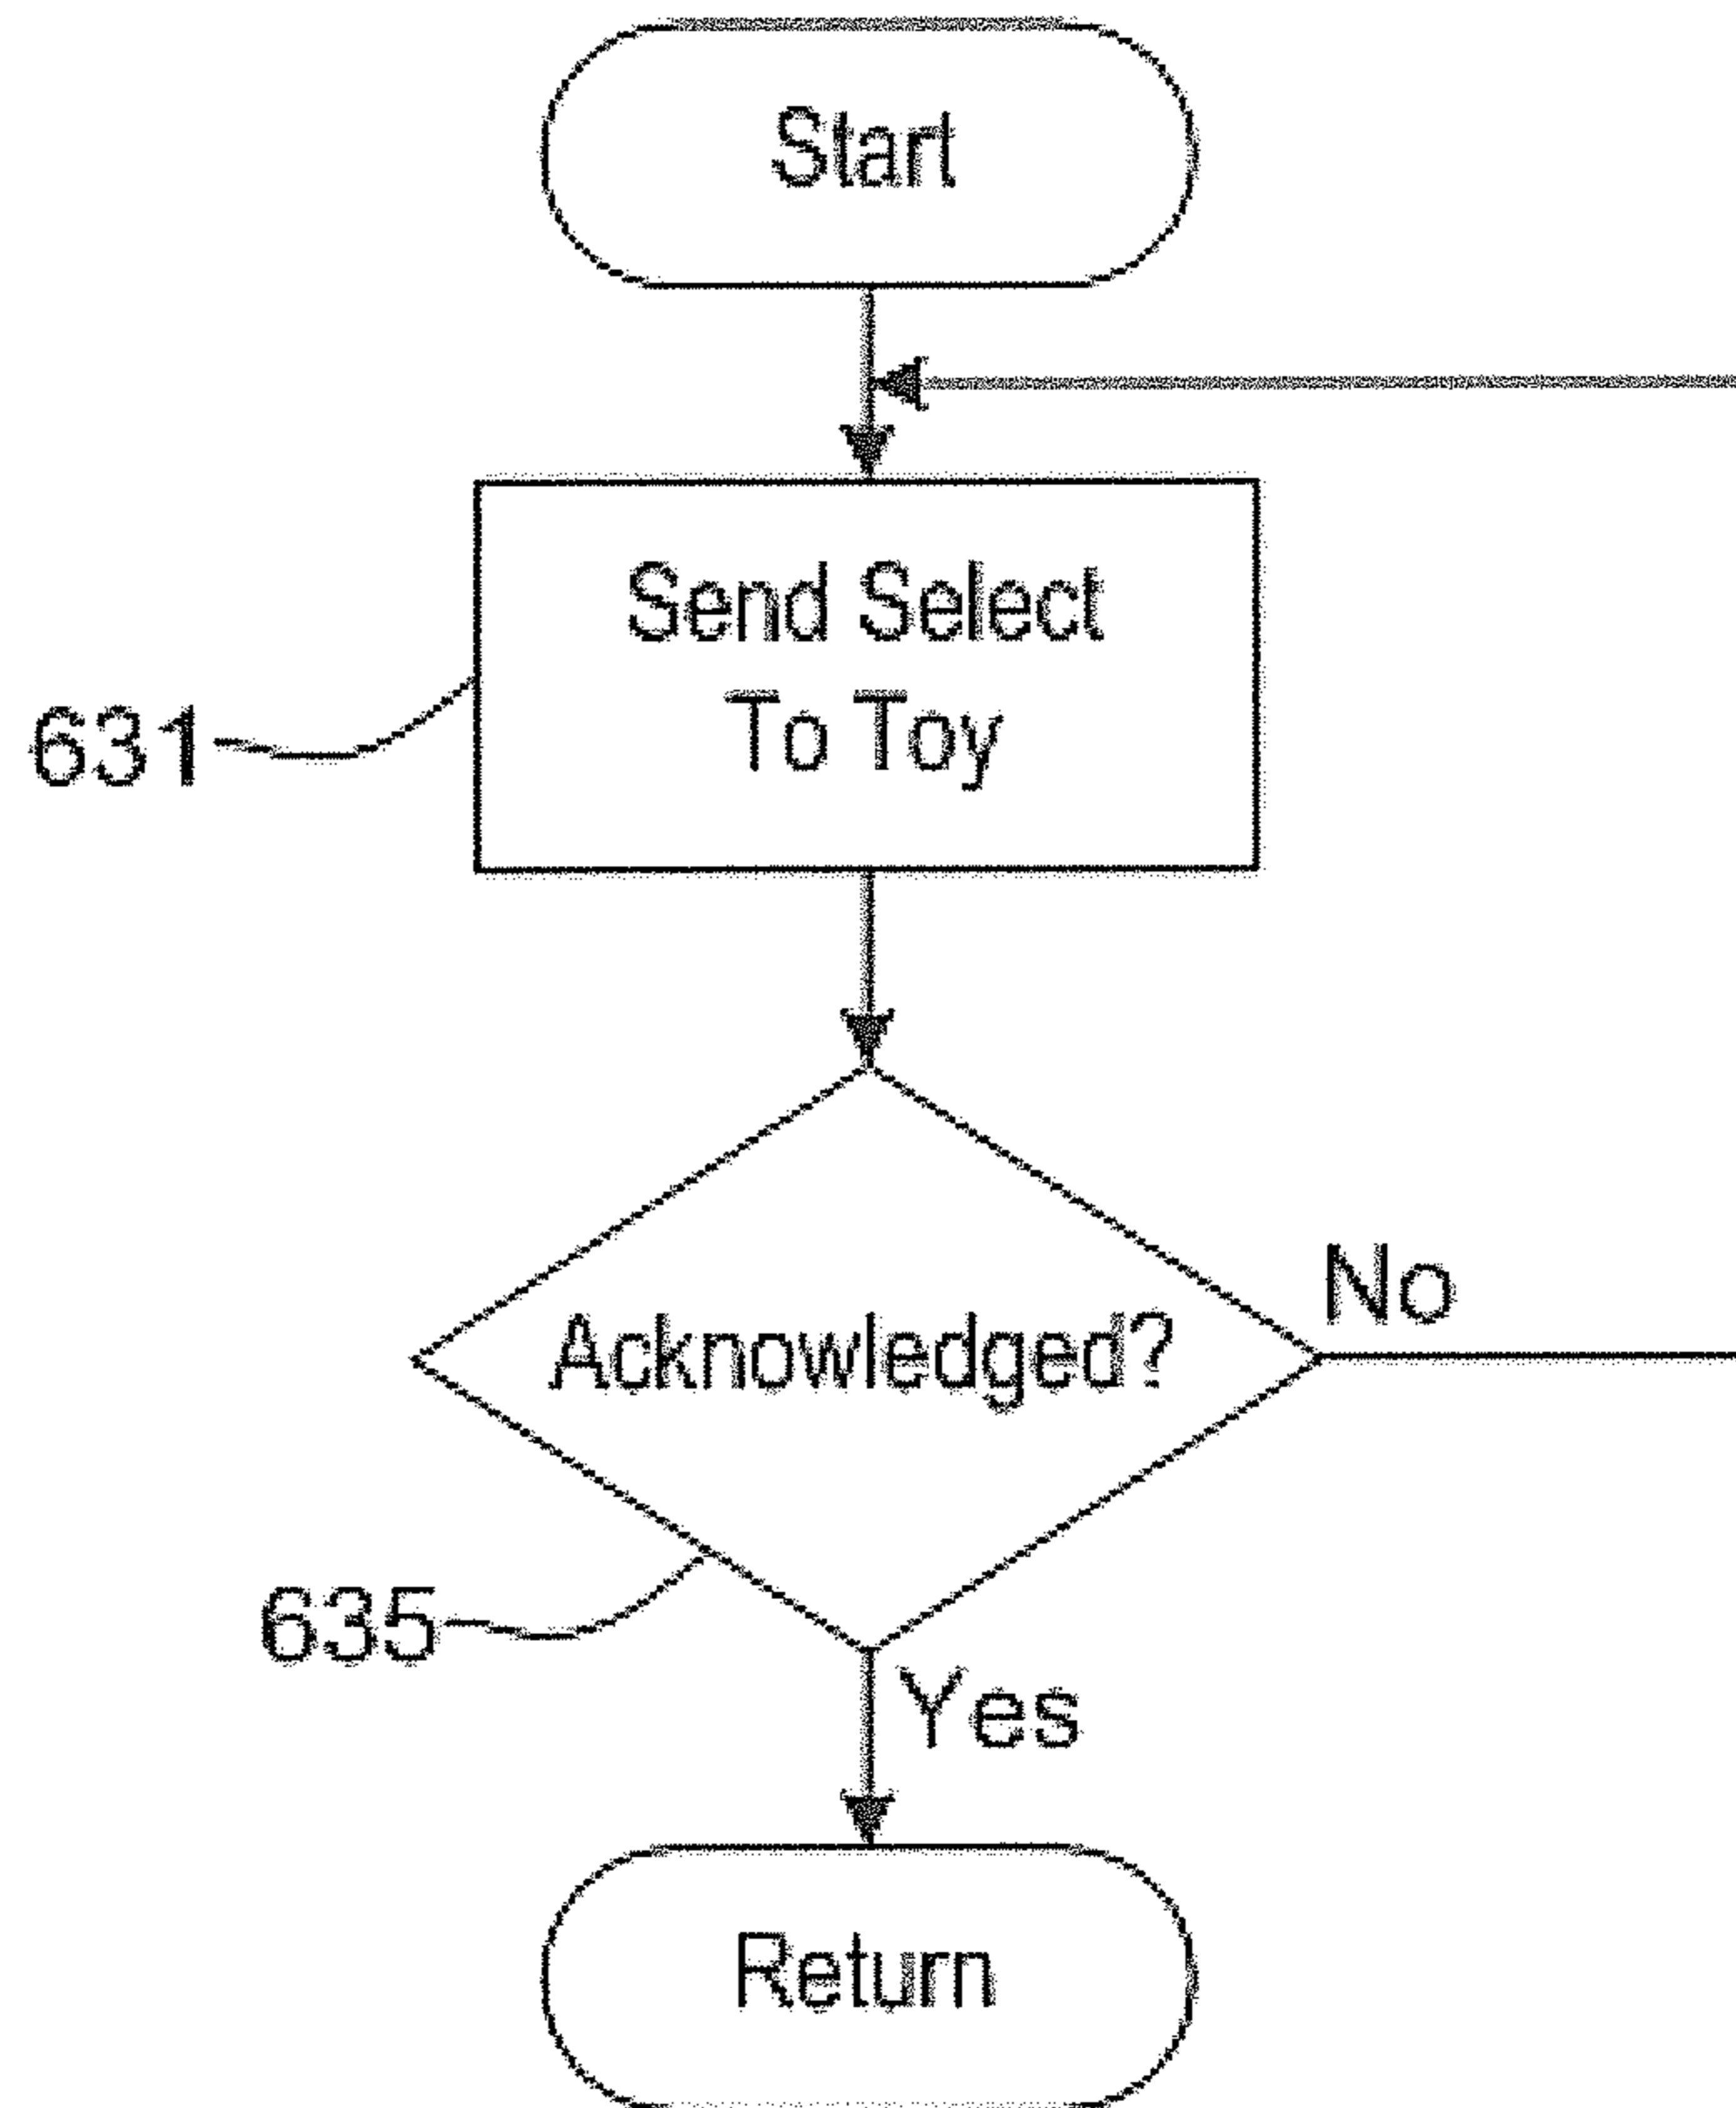 Start
Send Select
To Toy
631
Acknowledged?
No
635
Yes
Return